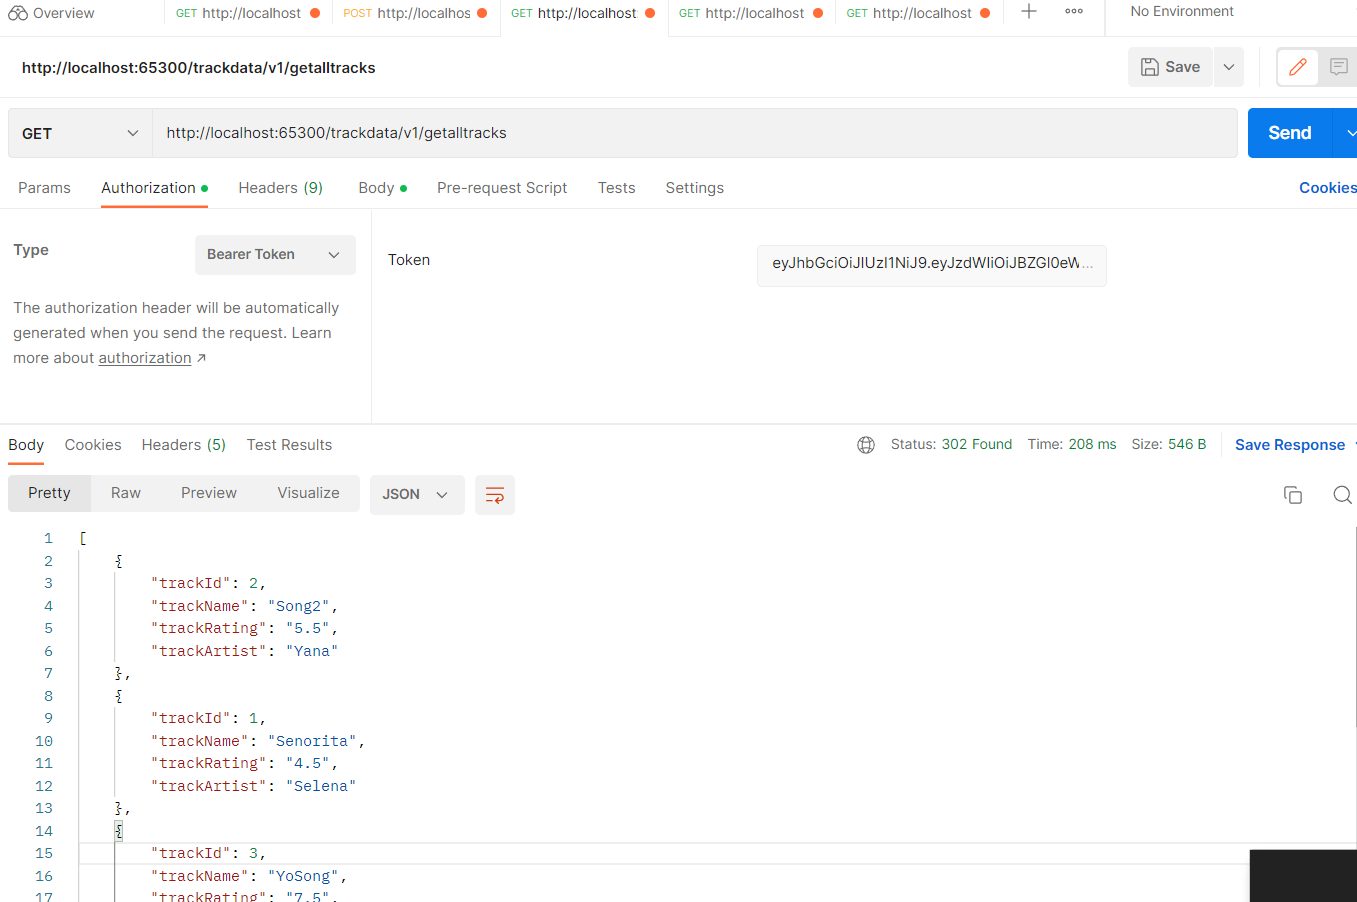 Overview GET http://localhost POST http://localhos GET http://localhost: GET http://localhost GET http://localhost No Environment
http://localhost:65300/trackdata/v1/getalltracks Save
GET http://localhost:65300/trackdata/v1/getalltracks Send
Params Authorization Headers (9) Body Pre-request Script Tests Settings Cookies
Type Bearer Token Token eyJhbGciOiJIUzI1NiJ9.eyJzdWIiOiJBZGl0eW...
The authorization header will be automatically
generated when you send the request. Learn
more about authorization ↗
Body Cookies Headers (5) Test Results Status: 302 Found Time: 208 ms Size: 546 B Save Response
Pretty Raw Preview Visualize JSON
1 [
2 {
3 "trackId": 2,
4 "trackName": "Song2",
5 "trackRating": "5.5",
6 "trackArtist": "Yana"
7 },
8 {
9 "trackId": 1,
10 "trackName": "Senorita",
11 "trackRating": "4.5",
12 "trackArtist": "Selena"
13 },
14 {
15 "trackId": 3,
16 "trackName": "YoSong",
17 "trackRating": "7.5",